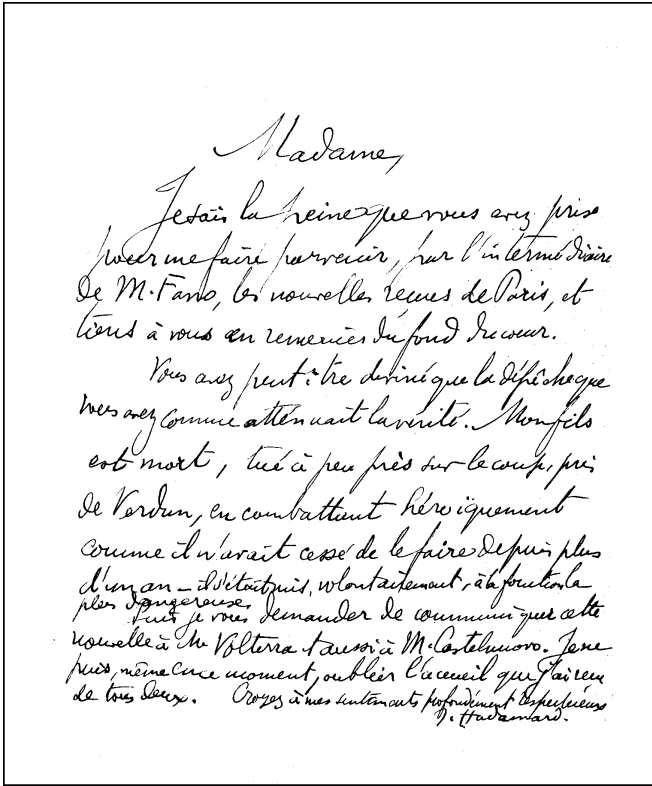 Madame,
Je sais la peine que vous avez prise
pour me faire parvenir, par l'intermédiaire
de M. Fano, les nouvelles reçues de Paris, et
tiens à vous en remercier du fond du coeur.
Vous avez peut être deviné que la dépêche que
vous avez connue atténuait la vérité. Mon fils
est mort, tué à peu près sur le coup, près
de Verdun, en combattant héroïquement
comme il n'avait cessé de le faire depuis plus
d'un an – il s'était mis, volontairement, à la fonction la
plus dangereuse.
Puis je vous demander de communiquer cette
nouvelle à M. Volterra & aussi à M. Castelnuovo. Je ne
puis, même en ce moment, oublier l'accueil que j'ai reçu
de tous deux. Croyez à mes sentiments profondément respectueux
J. Hadamard.